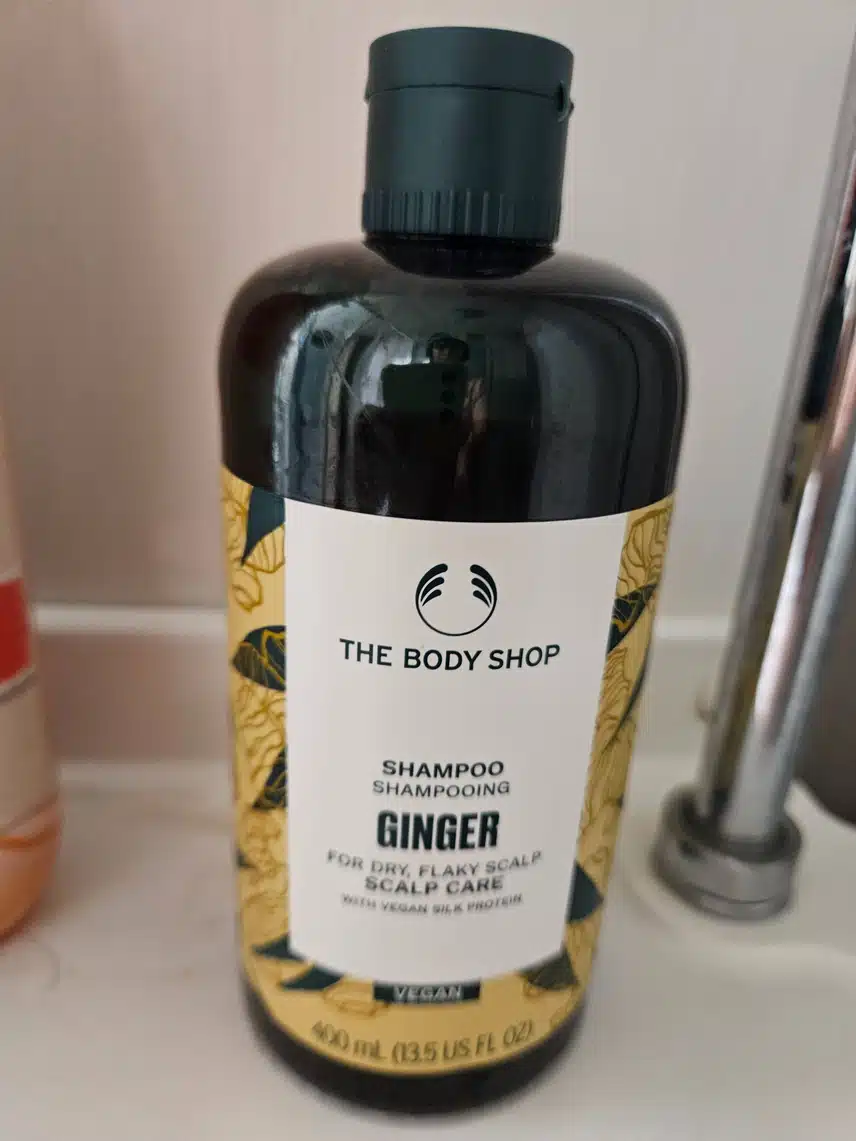 THE BODY SHOP
SHAMPOO
SHAMPOOING
GINGER
FOR DRY, FLAKY SCALP
SCALP CARE
WITH VEGAN SILK PROTEIN
VEGAN
400 mL (13.5 US FL OZ)